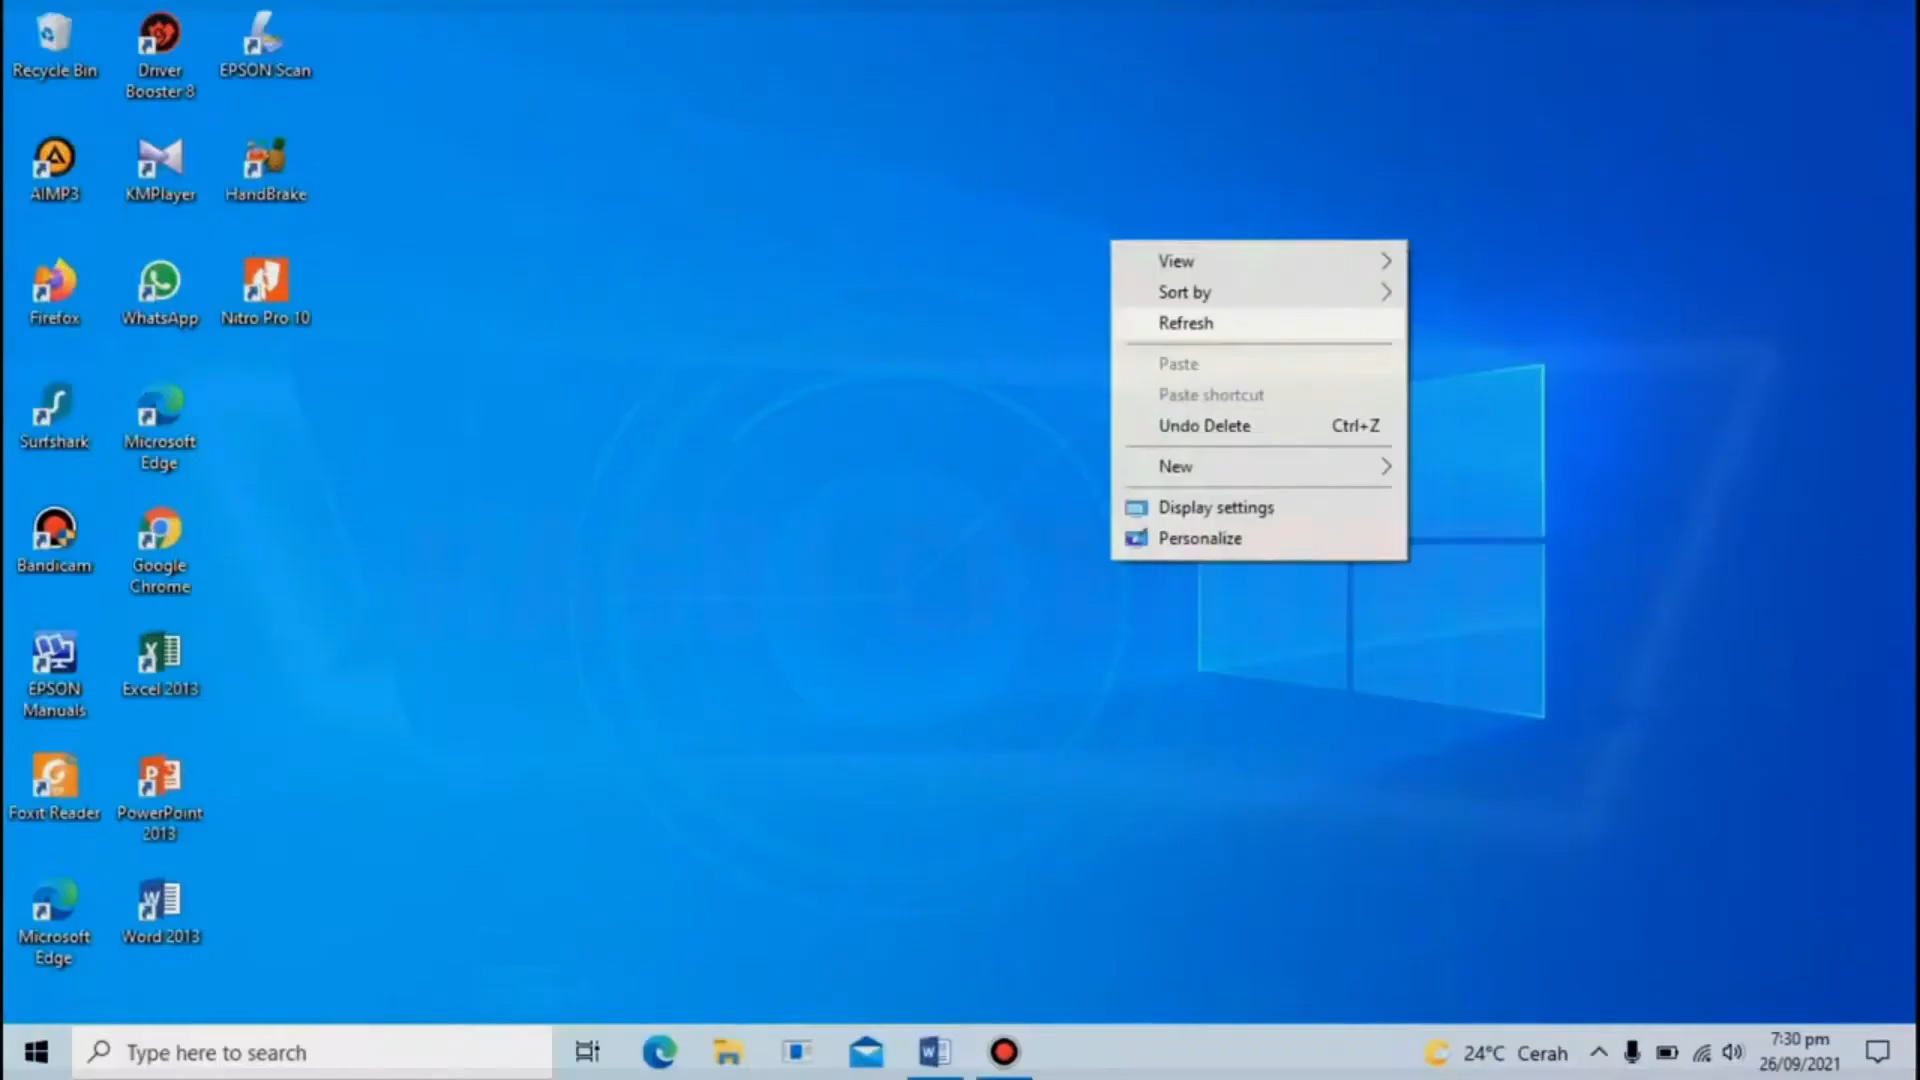 Recycle Bin
Driver
Booster 8
EPSON Scan
AIMP3
KMPlayer
HandBrake
Firefox
WhatsApp
Nitro Pro 10
Surfshark
Microsoft
Edge
Bandicam
Google
Chrome
EPSON
Manuals
Excel 2013
Foxit Reader
PowerPoint
2013
Microsoft
Edge
Word 2013
View
Sort by
Refresh
Paste
Paste shortcut
Undo Delete Ctrl+Z
New
Display settings
Personalize
Type here to search
24°C Cerah
7:30 pm
26/09/2021